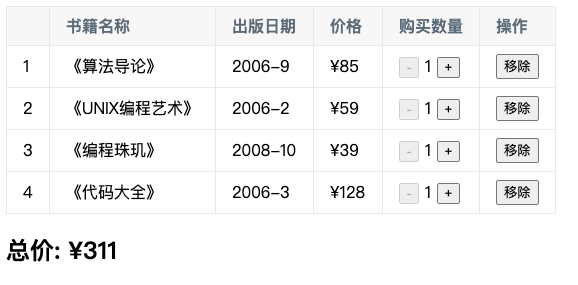 书籍名称 出版日期 价格 购买数量 操作
1 《算法导论》 2006-9 ¥85 - 1 + 移除
2 《UNIX编程艺术》 2006-2 ¥59 - 1 + 移除
3 《编程珠玑》 2008-10 ¥39 - 1 + 移除
4 《代码大全》 2006-3 ¥128 - 1 + 移除
总价: ¥311